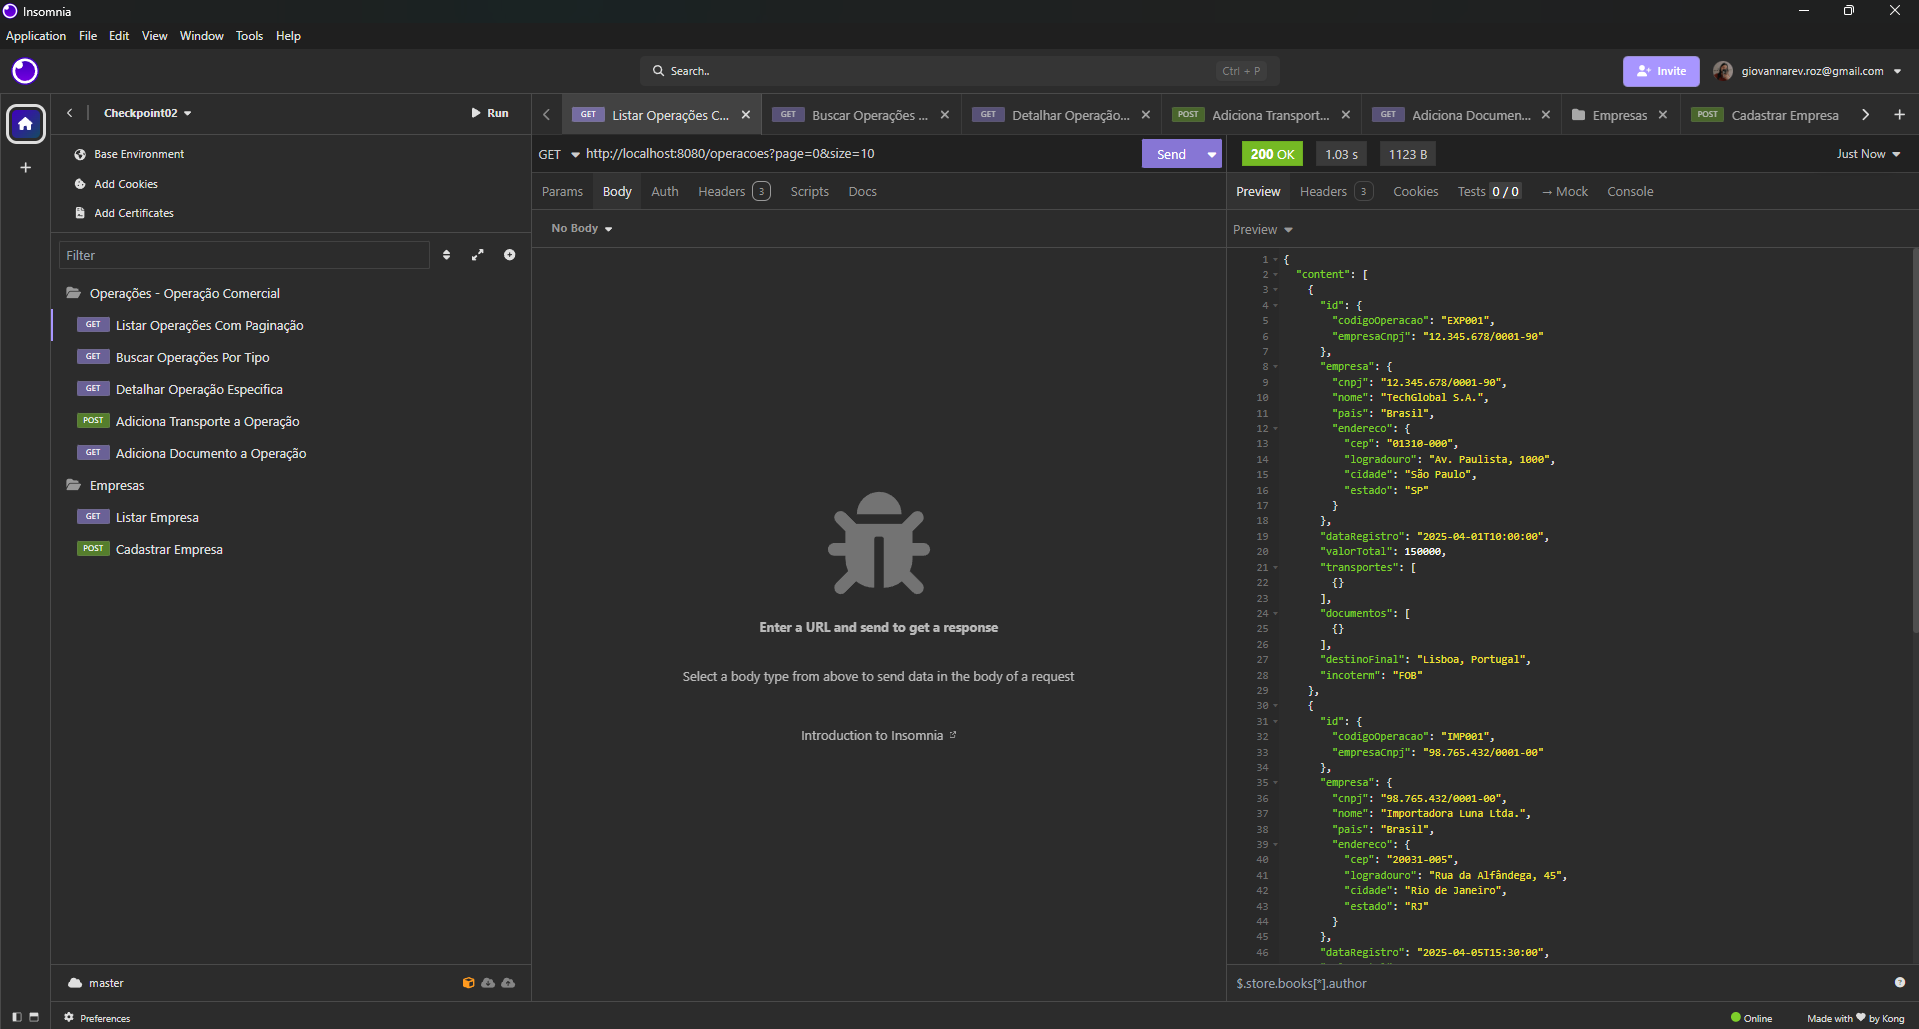 Insomnia
Application File Edit View Window Tools Help
Search.. Ctrl + P
Invite
giovannarev.roz@gmail.com
Checkpoint02
Run
GET Listar Operações C...
GET Buscar Operações ...
GET Detalhar Operação...
POST Adiciona Transport...
GET Adiciona Documen...
Empresas
POST Cadastrar Empresa
Base Environment
Add Cookies
Add Certificates
Filter
Operações - Operação Comercial
GET Listar Operações Com Paginação
GET Buscar Operações Por Tipo
GET Detalhar Operação Especifica
POST Adiciona Transporte a Operação
GET Adiciona Documento a Operação
Empresas
GET Listar Empresa
POST Cadastrar Empresa
master
Preferences
GET http://localhost:8080/operacoes?page=0&size=10 Send
Params Body Auth Headers 3 Scripts Docs
No Body
Enter a URL and send to get a response
Select a body type from above to send data in the body of a request
Introduction to Insomnia
200 OK 1.03 s 1123 B Just Now
Preview Headers 3 Cookies Tests 0 / 0 → Mock Console
Preview
1 {
2 "content": [
3 {
4 "id": {
5 "codigoOperacao": "EXP001",
6 "empresaCnpj": "12.345.678/0001-90"
7 },
8 "empresa": {
9 "cnpj": "12.345.678/0001-90",
10 "nome": "TechGlobal S.A.",
11 "pais": "Brasil",
12 "endereco": {
13 "cep": "01310-000",
14 "logradouro": "Av. Paulista, 1000",
15 "cidade": "São Paulo",
16 "estado": "SP"
17 }
18 },
19 "dataRegistro": "2025-04-01T10:00:00",
20 "valorTotal": 150000,
21 "transportes": [
22 {}
23 ],
24 "documentos": [
25 {}
26 ],
27 "destinoFinal": "Lisboa, Portugal",
28 "incoterm": "FOB"
29 },
30 {
31 "id": {
32 "codigoOperacao": "IMP001",
33 "empresaCnpj": "98.765.432/0001-00"
34 },
35 "empresa": {
36 "cnpj": "98.765.432/0001-00",
37 "nome": "Importadora Luna Ltda.",
38 "pais": "Brasil",
39 "endereco": {
40 "cep": "20031-005",
41 "logradouro": "Rua da Alfândega, 45",
42 "cidade": "Rio de Janeiro",
43 "estado": "RJ"
44 }
45 },
46 "dataRegistro": "2025-04-05T15:30:00",
$.store.books[*].author
Online
Made with ♥ by Kong